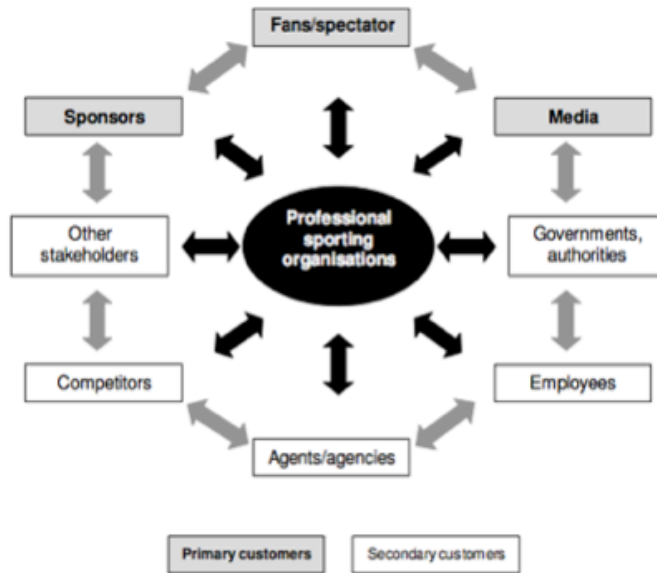 Fans/spectator
Sponsors
Media
Professional
sporting
organisations
Other
stakeholders
Governments,
authorities
Competitors
Employees
Agents/agencies
Primary customers
Secondary customers